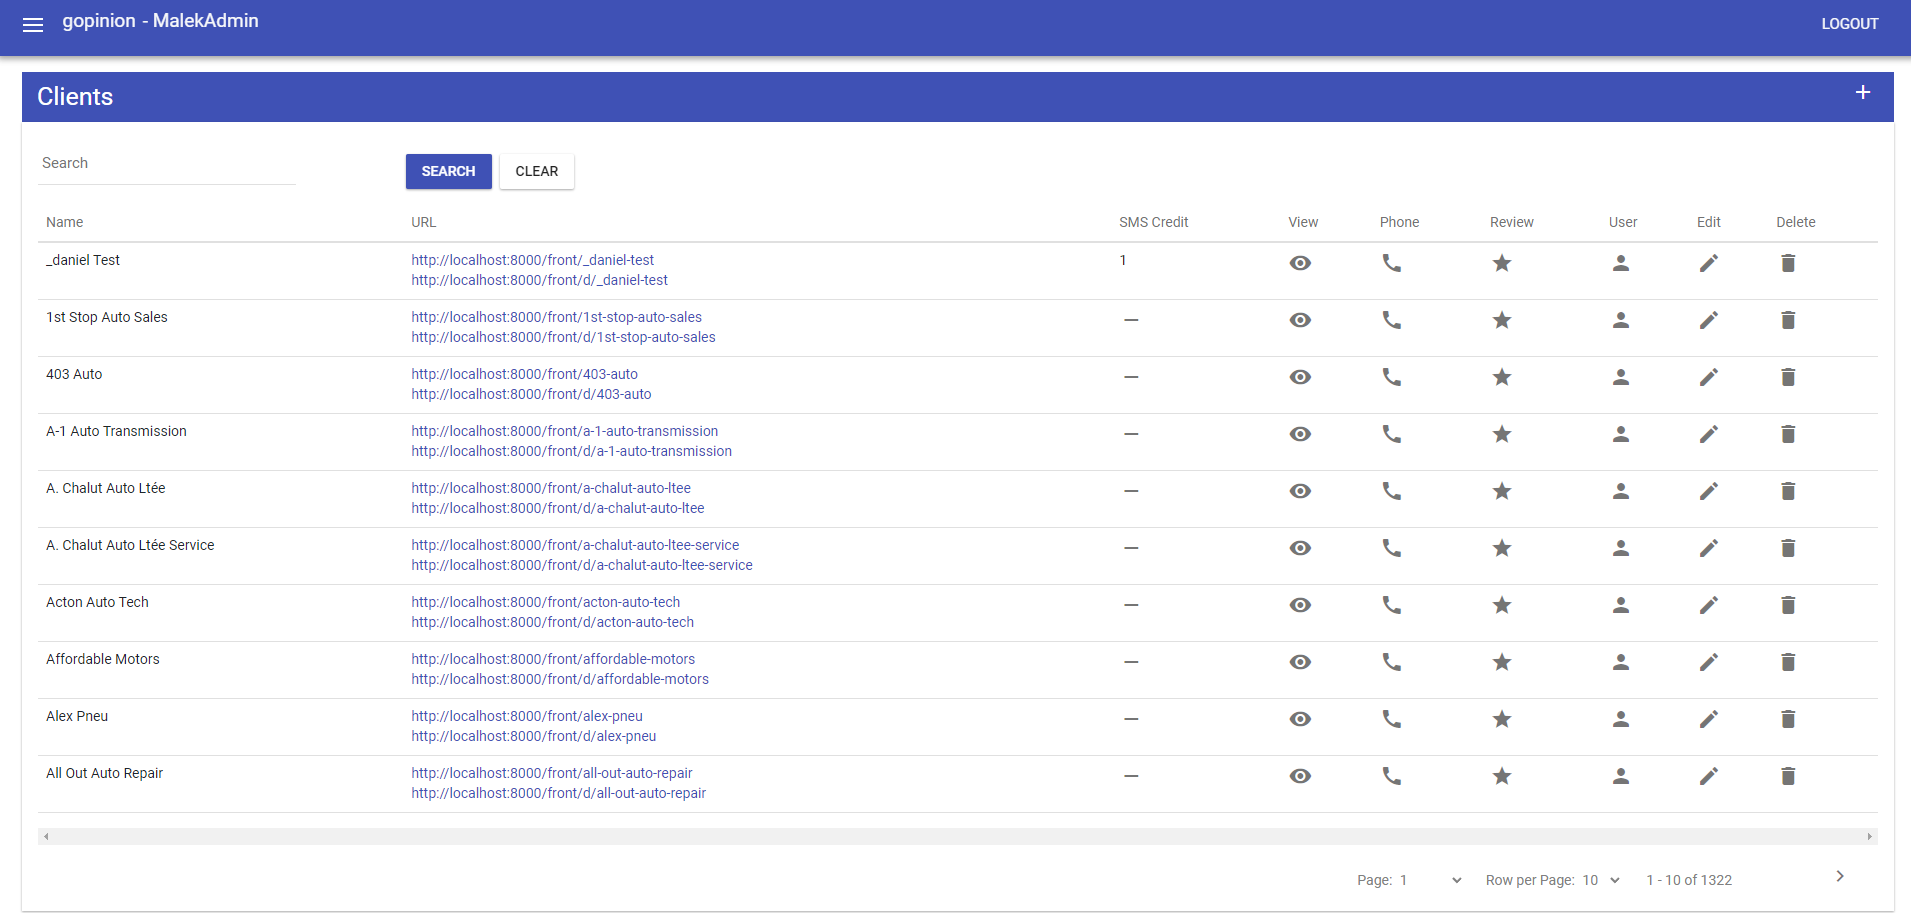 gopinion - MalekAdmin LOGOUT
Clients +
Search SEARCH CLEAR
Name URL SMS Credit View Phone Review User Edit Delete
_daniel Test http://localhost:8000/front/_daniel-test 1
http://localhost:8000/front/d/_daniel-test
1st Stop Auto Sales http://localhost:8000/front/1st-stop-auto-sales —
http://localhost:8000/front/d/1st-stop-auto-sales
403 Auto http://localhost:8000/front/403-auto —
http://localhost:8000/front/d/403-auto
A-1 Auto Transmission http://localhost:8000/front/a-1-auto-transmission —
http://localhost:8000/front/d/a-1-auto-transmission
A. Chalut Auto Ltée http://localhost:8000/front/a-chalut-auto-ltee —
http://localhost:8000/front/d/a-chalut-auto-ltee
A. Chalut Auto Ltée Service http://localhost:8000/front/a-chalut-auto-ltee-service —
http://localhost:8000/front/d/a-chalut-auto-ltee-service
Acton Auto Tech http://localhost:8000/front/acton-auto-tech —
http://localhost:8000/front/d/acton-auto-tech
Affordable Motors http://localhost:8000/front/affordable-motors —
http://localhost:8000/front/d/affordable-motors
Alex Pneu http://localhost:8000/front/alex-pneu —
http://localhost:8000/front/d/alex-pneu
All Out Auto Repair http://localhost:8000/front/all-out-auto-repair —
http://localhost:8000/front/d/all-out-auto-repair
Page: 1 Row per Page: 10 1 - 10 of 1322